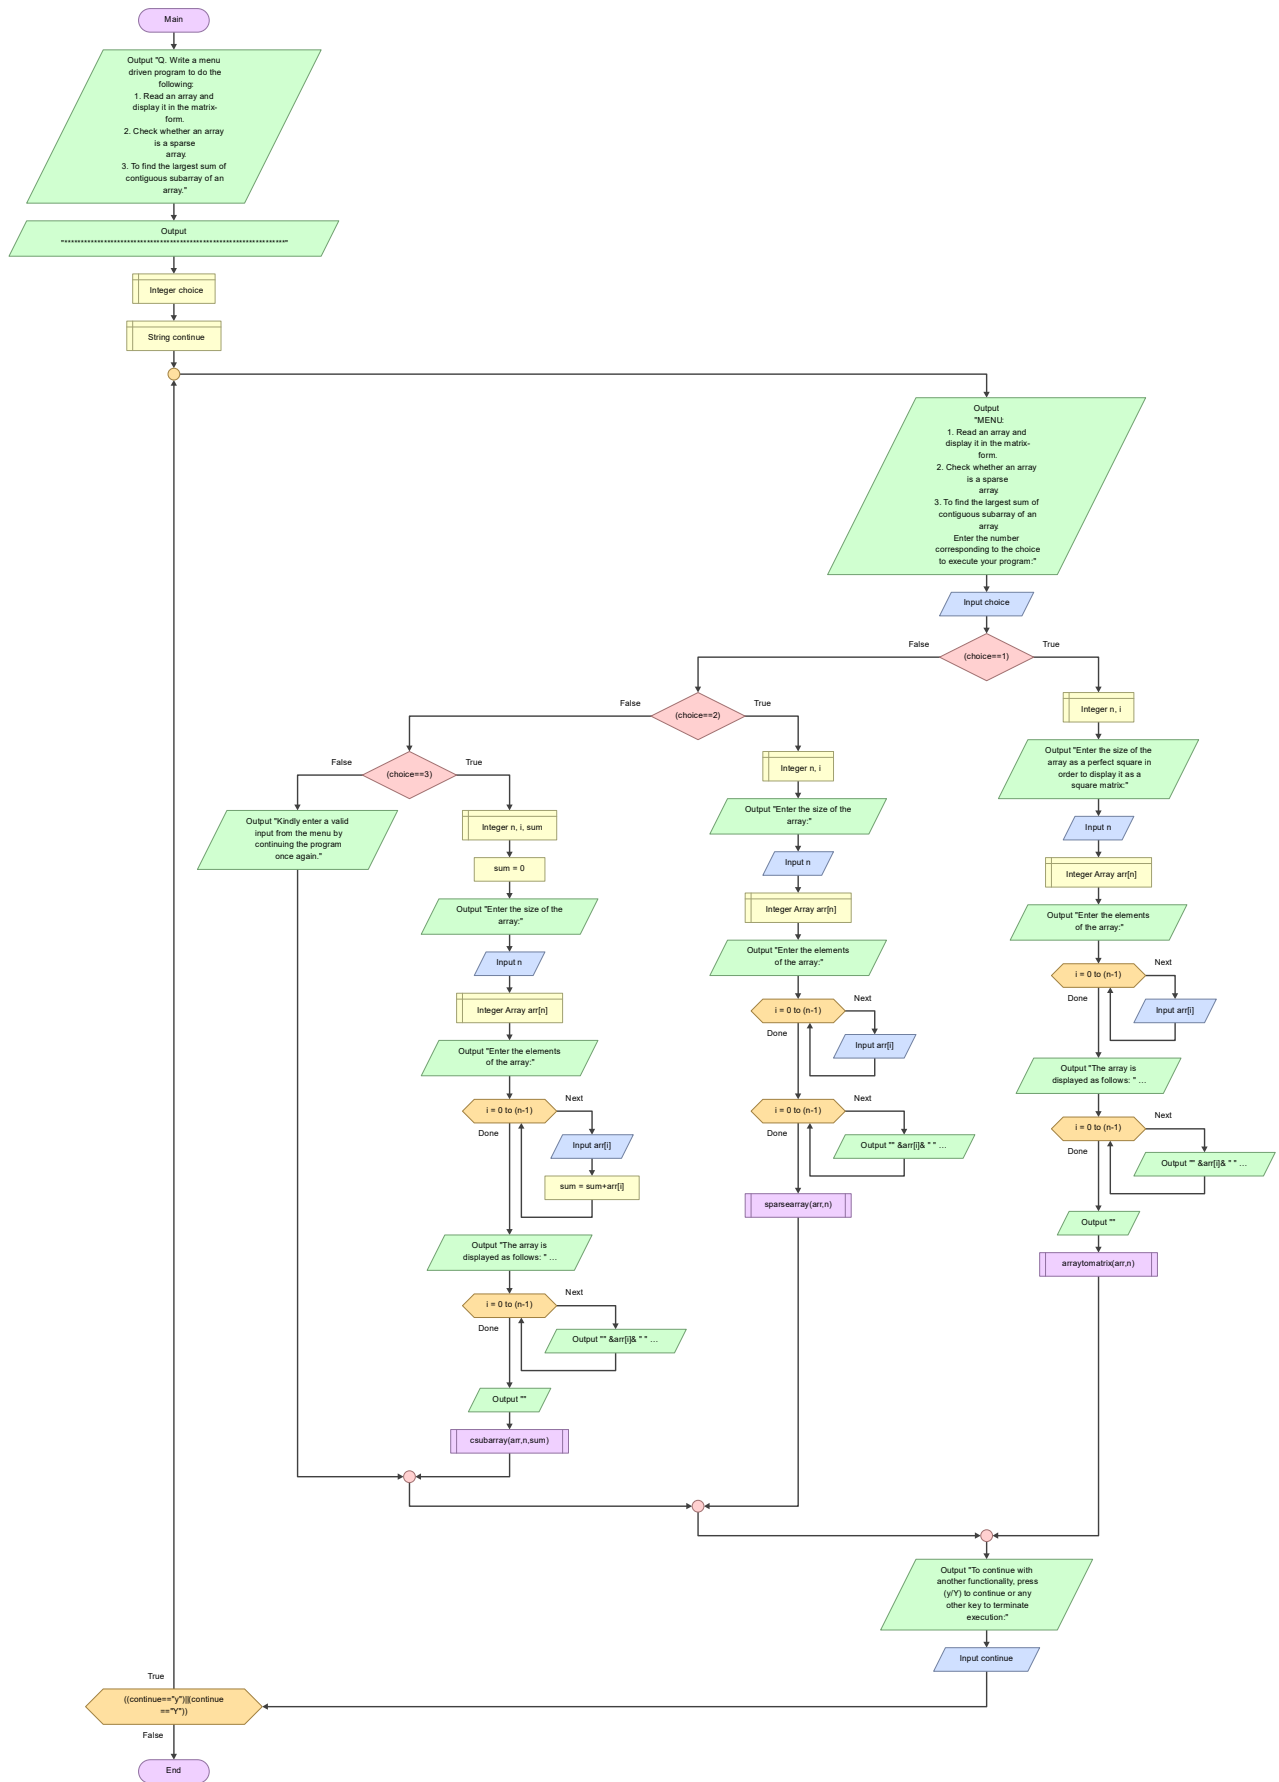 Main
Output "Q. Write a menu
driven program to do the
following:
1. Read an array and
display it in the matrix-
form.
2. Check whether an array
is a sparse
array.
3. To find the largest sum of
contiguous subarray of an
array."
Output
"*******************************************************************"
Integer choice
String continue
Output
"MENU:
1. Read an array and
display it in the matrix-
form.
2. Check whether an array
is a sparse
array.
3. To find the largest sum of
contiguous subarray of an
array.
Enter the number
corresponding to the choice
to execute your program:"
Input choice
False
(choice==1)
True
False
(choice==2)
True
False
(choice==3)
True
Output "Kindly enter a valid
input from the menu by
continuing the program
once again."
Integer n, i, sum
sum = 0
Output "Enter the size of the
array:"
Input n
Integer Array arr[n]
Output "Enter the elements
of the array:"
i = 0 to (n-1)
Next
Done
Input arr[i]
sum = sum+arr[i]
Output "The array is
displayed as follows: " ...
i = 0 to (n-1)
Next
Done
Output "" &arr[i]& " " ...
Output ""
csubarray(arr,n,sum)
Integer n, i
Output "Enter the size of the
array:"
Input n
Integer Array arr[n]
Output "Enter the elements
of the array:"
i = 0 to (n-1)
Next
Done
Input arr[i]
i = 0 to (n-1)
Next
Done
Output "" &arr[i]& " " ...
sparsearray(arr,n)
Integer n, i
Output "Enter the size of the
array as a perfect square in
order to display it as a
square matrix:"
Input n
Integer Array arr[n]
Output "Enter the elements
of the array:"
i = 0 to (n-1)
Next
Done
Input arr[i]
Output "The array is
displayed as follows: " ...
i = 0 to (n-1)
Next
Done
Output "" &arr[i]& " " ...
Output ""
arraytomatrix(arr,n)
Output "To continue with
another functionality, press
(y/Y) to continue or any
other key to terminate
execution:"
Input continue
True
((continue=="y")||(continue
=="Y"))
False
End